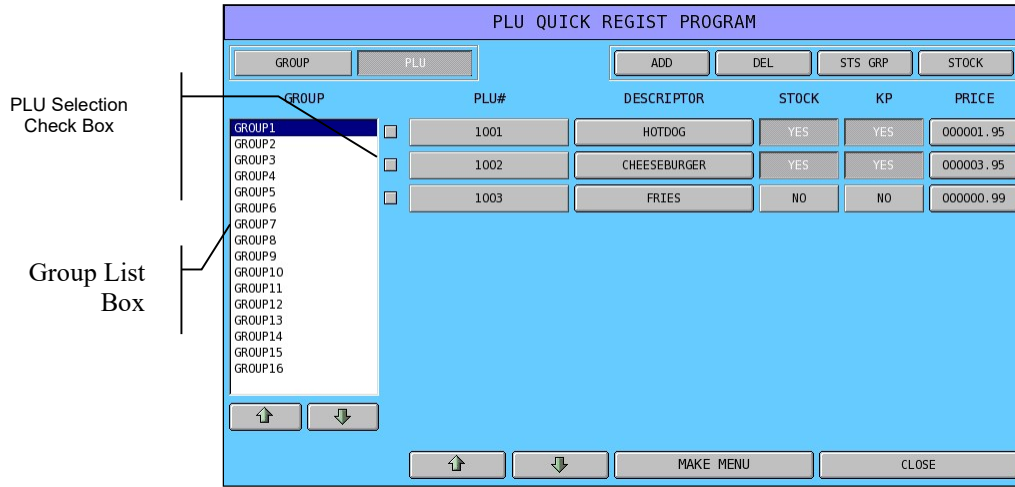 PLU QUICK REGIST PROGRAM
GROUP PLU ADD DEL STS GRP STOCK
GROUP PLU# DESCRIPTOR STOCK KP PRICE
PLU Selection
Check Box
GROUP1
GROUP2
GROUP3
GROUP4
GROUP5
GROUP6
GROUP7
GROUP8
GROUP9
GROUP10
GROUP11
GROUP12
GROUP13
GROUP14
GROUP15
GROUP16
1001 HOTDOG YES YES 000001.95
1002 CHEESEBURGER YES YES 000003.95
1003 FRIES NO NO 000000.99
Group List
Box
MAKE MENU CLOSE